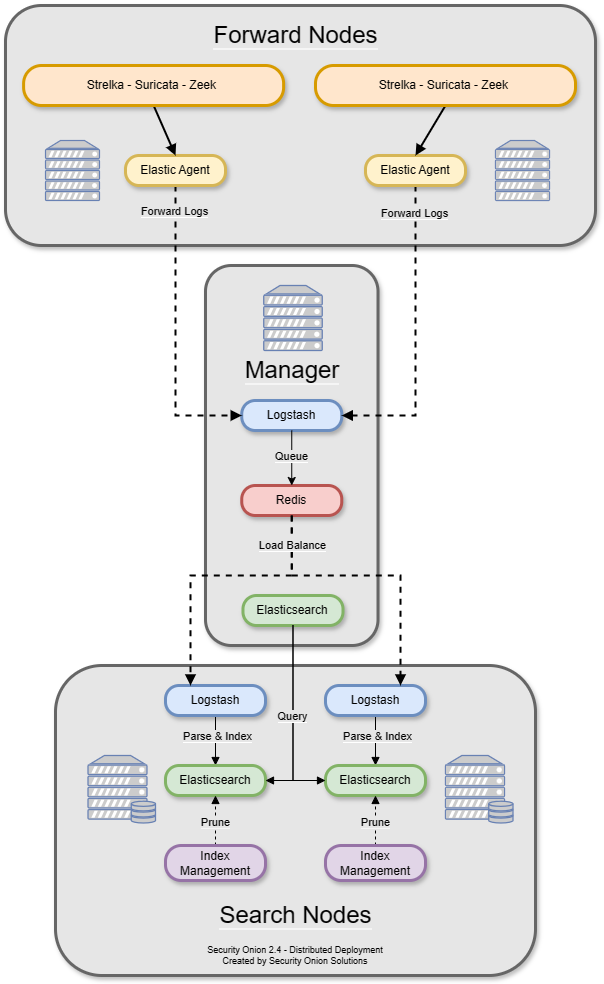 Forward Nodes
Strelka - Suricata - Zeek
Strelka - Suricata - Zeek
Elastic Agent
Elastic Agent
Forward Logs
Forward Logs
Manager
Logstash
Queue
Redis
Load Balance
Elasticsearch
Logstash
Logstash
Query
Parse & Index
Parse & Index
Elasticsearch
Elasticsearch
Prune
Prune
Index
Management
Index
Management
Search Nodes
Security Onion 2.4 - Distributed Deployment
Created by Security Onion Solutions